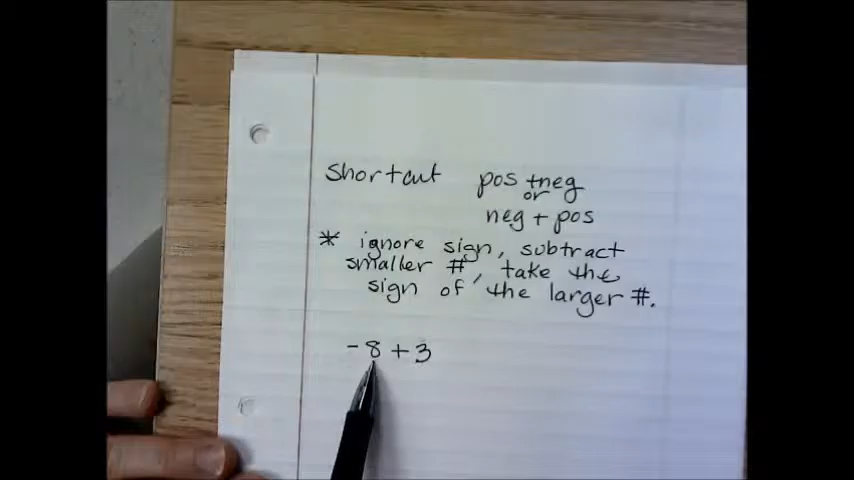 shortcut pos +neg
or
neg + pos
* ignore sign, subtract
smaller #, take the
sign of the larger #.
-8 + 3